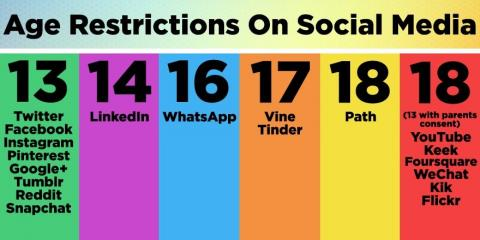 Age Restrictions On Social Media
13
Twitter
Facebook
Instagram
Pinterest
Google+
Tumblr
Reddit
Snapchat
14
LinkedIn
16
WhatsApp
17
Vine
Tinder
18
Path
18
(13 with parents
consent)
YouTube
Keek
Foursquare
WeChat
Kik
Flickr